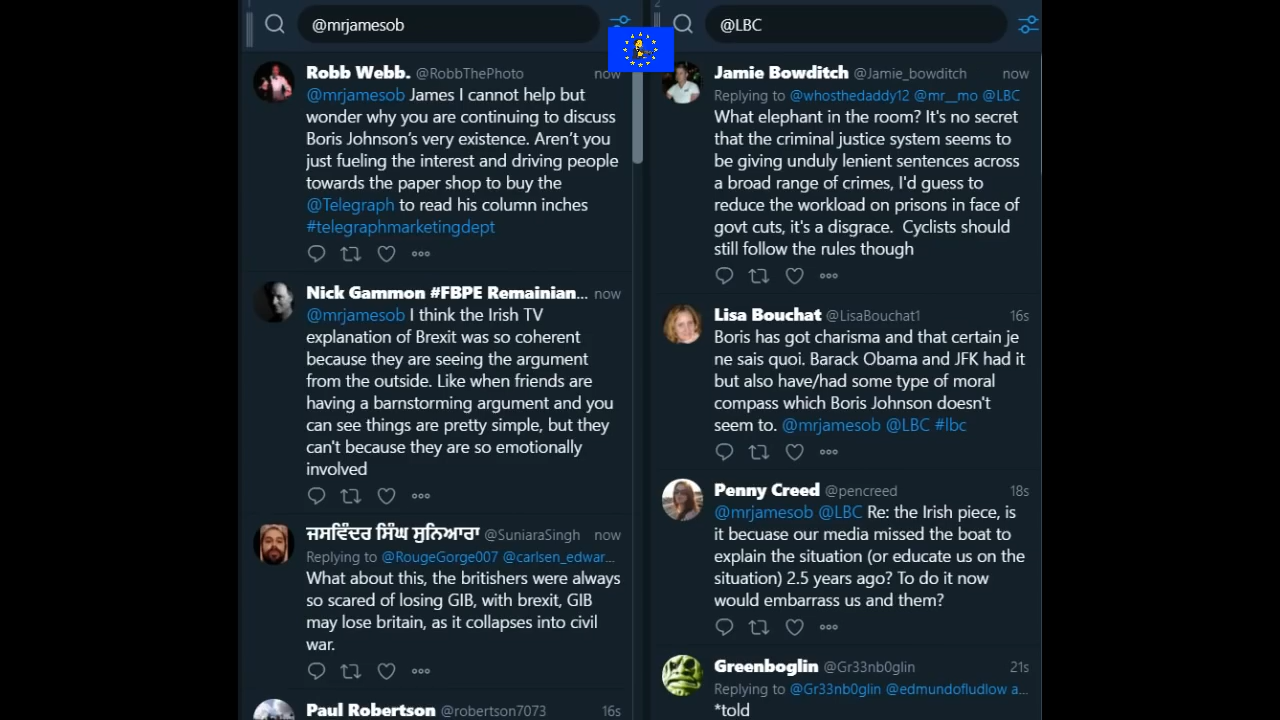 1
@mrjamesob
Robb Webb. @RobbThePhoto now
@mrjamesob James I cannot help but
wonder why you are continuing to discuss
Boris Johnson's very existence. Aren't you
just fueling the interest and driving people
towards the paper shop to buy the
@Telegraph to read his column inches
#telegraphmarketingdept
Nick Gammon #FBPE Remainian... now
@mrjamesob I think the Irish TV
explanation of Brexit was so coherent
because they are seeing the argument
from the outside. Like when friends are
having a barnstorming argument and you
can see things are pretty simple, but they
can't because they are so emotionally
involved
ਜਸਵਿੰਦਰ ਸਿੰਘ ਸੁਨਿਆਰਾ @SuniaraSingh now
Replying to @RougeGorge007 @carlsen_edwar...
What about this, the britishers were always
so scared of losing GIB, with brexit, GIB
may lose britain, as it collapses into civil
war.
Paul Robertson @robertson7073 16s
2
@LBC
Jamie Bowditch @Jamie_bowditch now
Replying to @whosthedaddy12 @mr__mo @LBC
What elephant in the room? It's no secret
that the criminal justice system seems to
be giving unduly lenient sentences across
a broad range of crimes, I'd guess to
reduce the workload on prisons in face of
govt cuts, it's a disgrace. Cyclists should
still follow the rules though
Lisa Bouchat @LisaBouchat1 16s
Boris has got charisma and that certain je
ne sais quoi. Barack Obama and JFK had it
but also have/had some type of moral
compass which Boris Johnson doesn't
seem to. @mrjamesob @LBC #lbc
Penny Creed @pencreed 18s
@mrjamesob @LBC Re: the Irish piece, is
it becuase our media missed the boat to
explain the situation (or educate us on the
situation) 2.5 years ago? To do it now
would embarrass us and them?
Greenboglin @Gr33nb0glin 21s
Replying to @Gr33nb0glin @edmundofludlow a...
*told